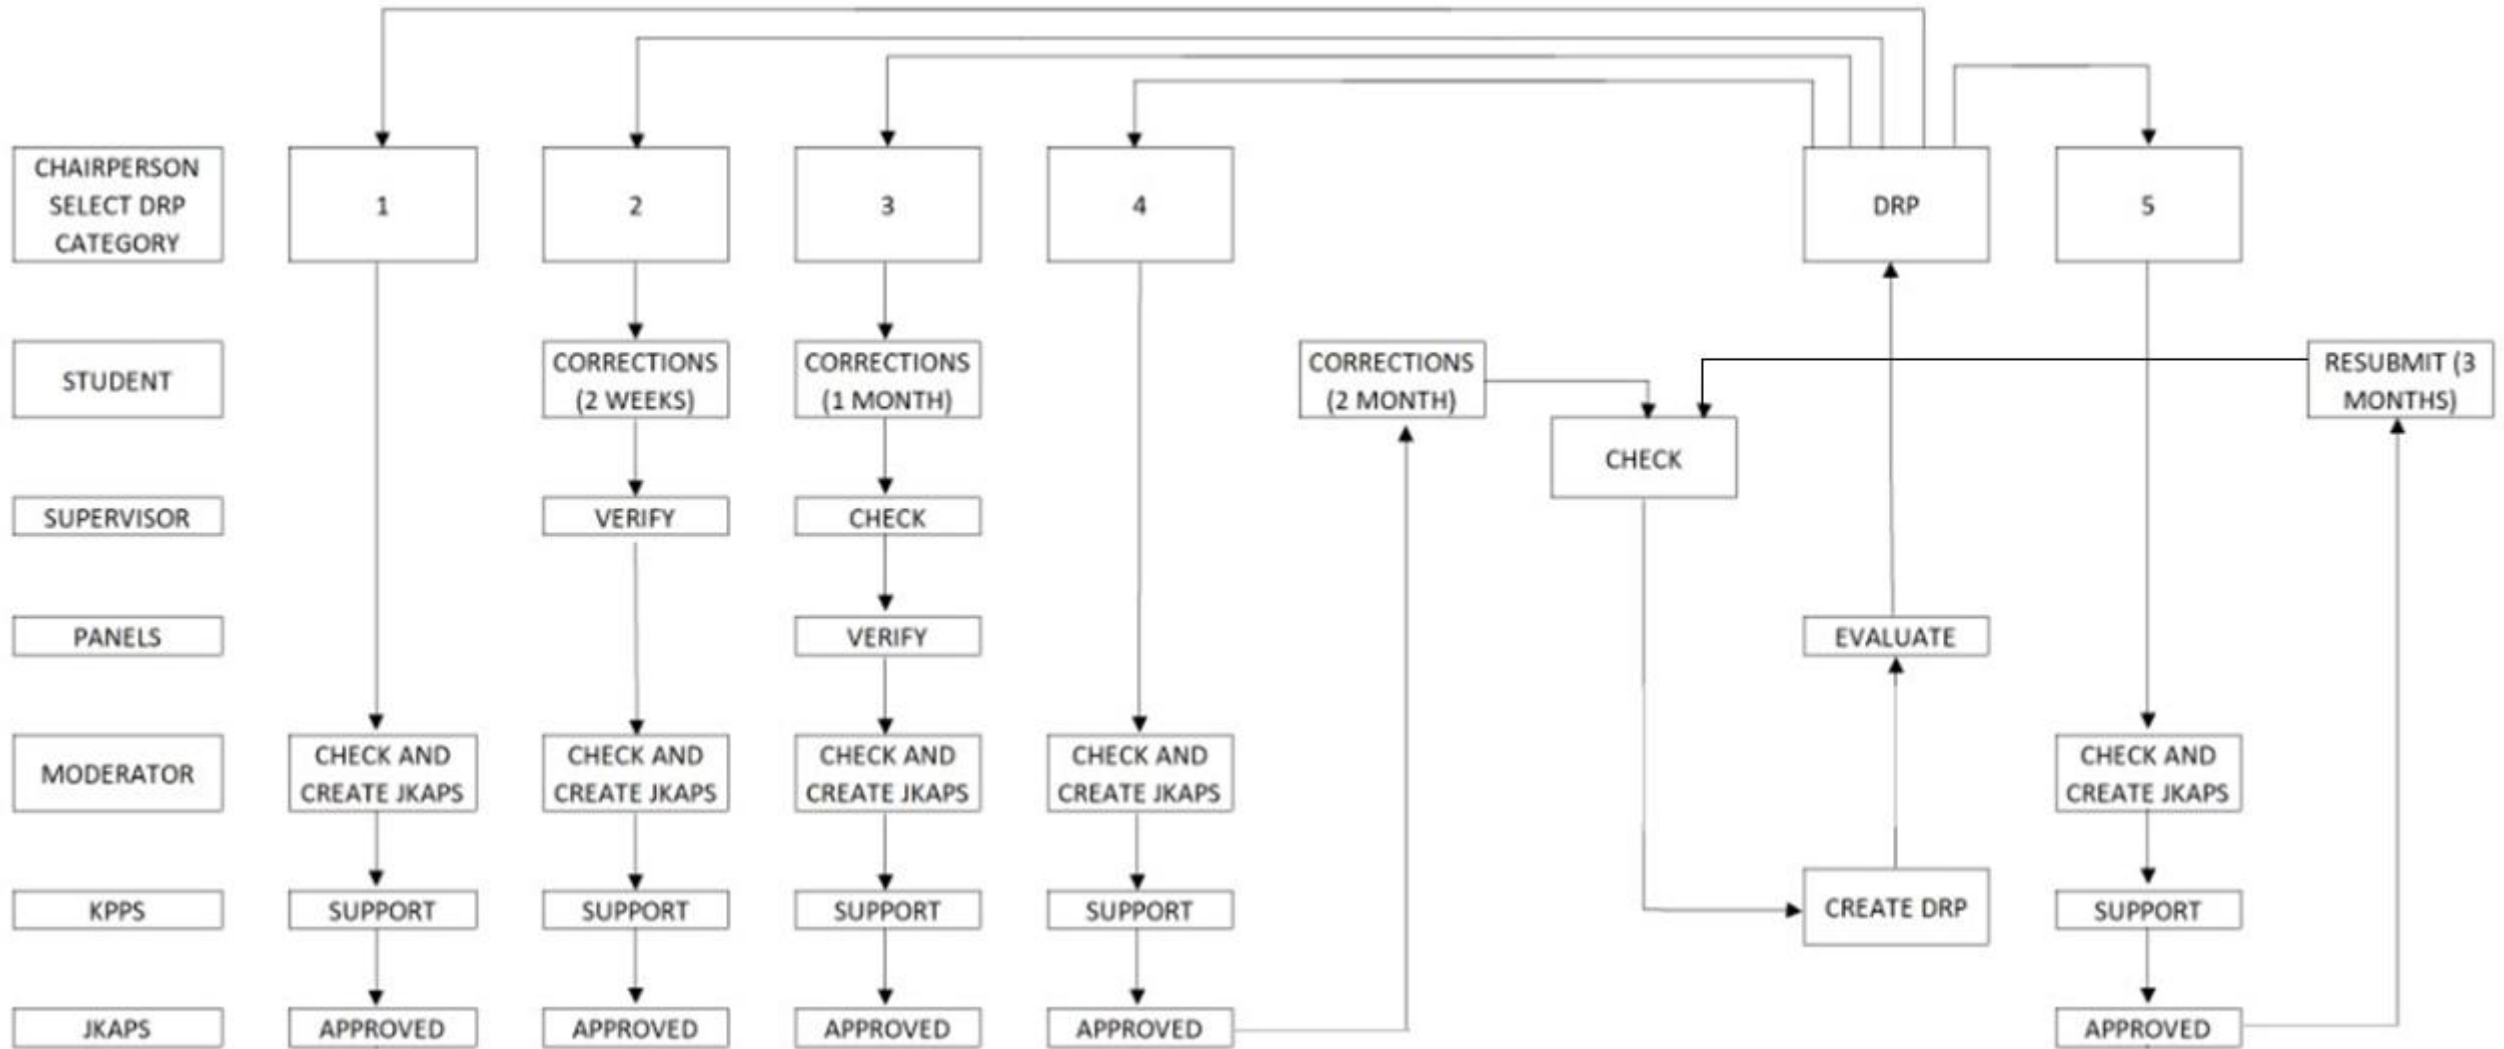 CHAIRPERSON
SELECT DRP
CATEGORY
1
2
3
4
DRP
5
STUDENT
CORRECTIONS
(2 WEEKS)
CORRECTIONS
(1 MONTH)
CORRECTIONS
(2 MONTH)
RESUBMIT (3
MONTHS)
CHECK
SUPERVISOR
VERIFY
CHECK
PANELS
VERIFY
EVALUATE
MODERATOR
CHECK AND
CREATE JKAPS
CHECK AND
CREATE JKAPS
CHECK AND
CREATE JKAPS
CHECK AND
CREATE JKAPS
CHECK AND
CREATE JKAPS
KPPS
SUPPORT
SUPPORT
SUPPORT
SUPPORT
CREATE DRP
SUPPORT
JKAPS
APPROVED
APPROVED
APPROVED
APPROVED
APPROVED